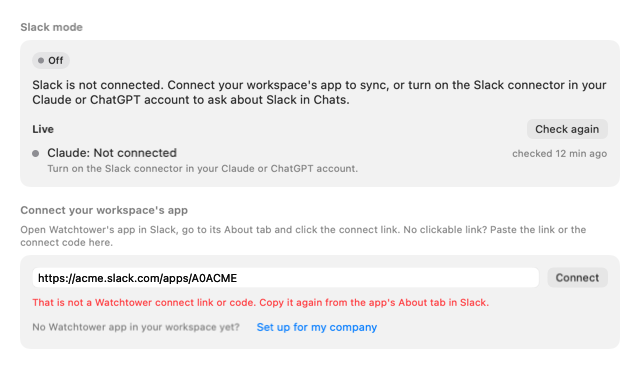 Slack mode
Off
Slack is not connected. Connect your workspace's app to sync, or turn on the Slack connector in your
Claude or ChatGPT account to ask about Slack in Chats.
Live
Check again
Claude: Not connected
checked 12 min ago
Turn on the Slack connector in your Claude or ChatGPT account.
Connect your workspace's app
Open Watchtower's app in Slack, go to its About tab and click the connect link. No clickable link? Paste the link or the
connect code here.
https://acme.slack.com/apps/A0ACME
Connect
That is not a Watchtower connect link or code. Copy it again from the app's About tab in Slack.
No Watchtower app in your workspace yet?
Set up for my company